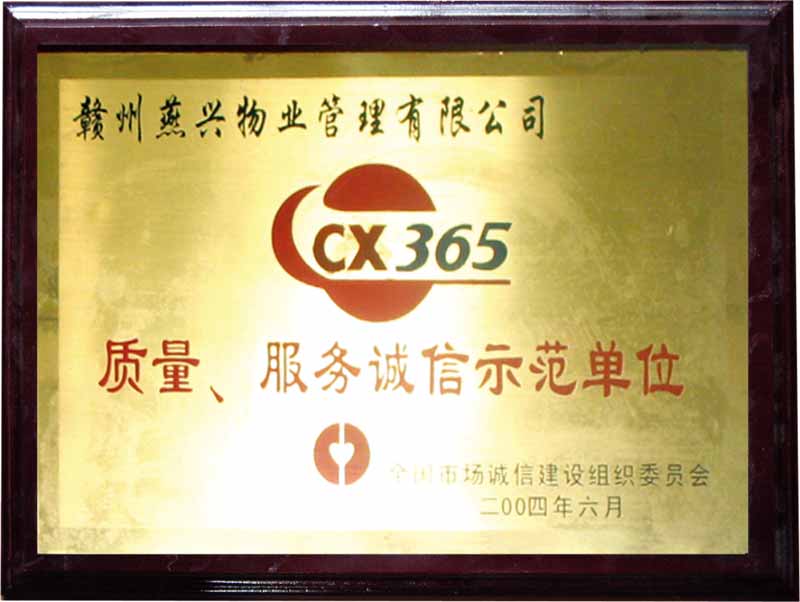 赣州燕兴物业管理有限公司
CX365
质量、服务诚信示范单位
全国市场诚信建设组织委员会
二00四年六月